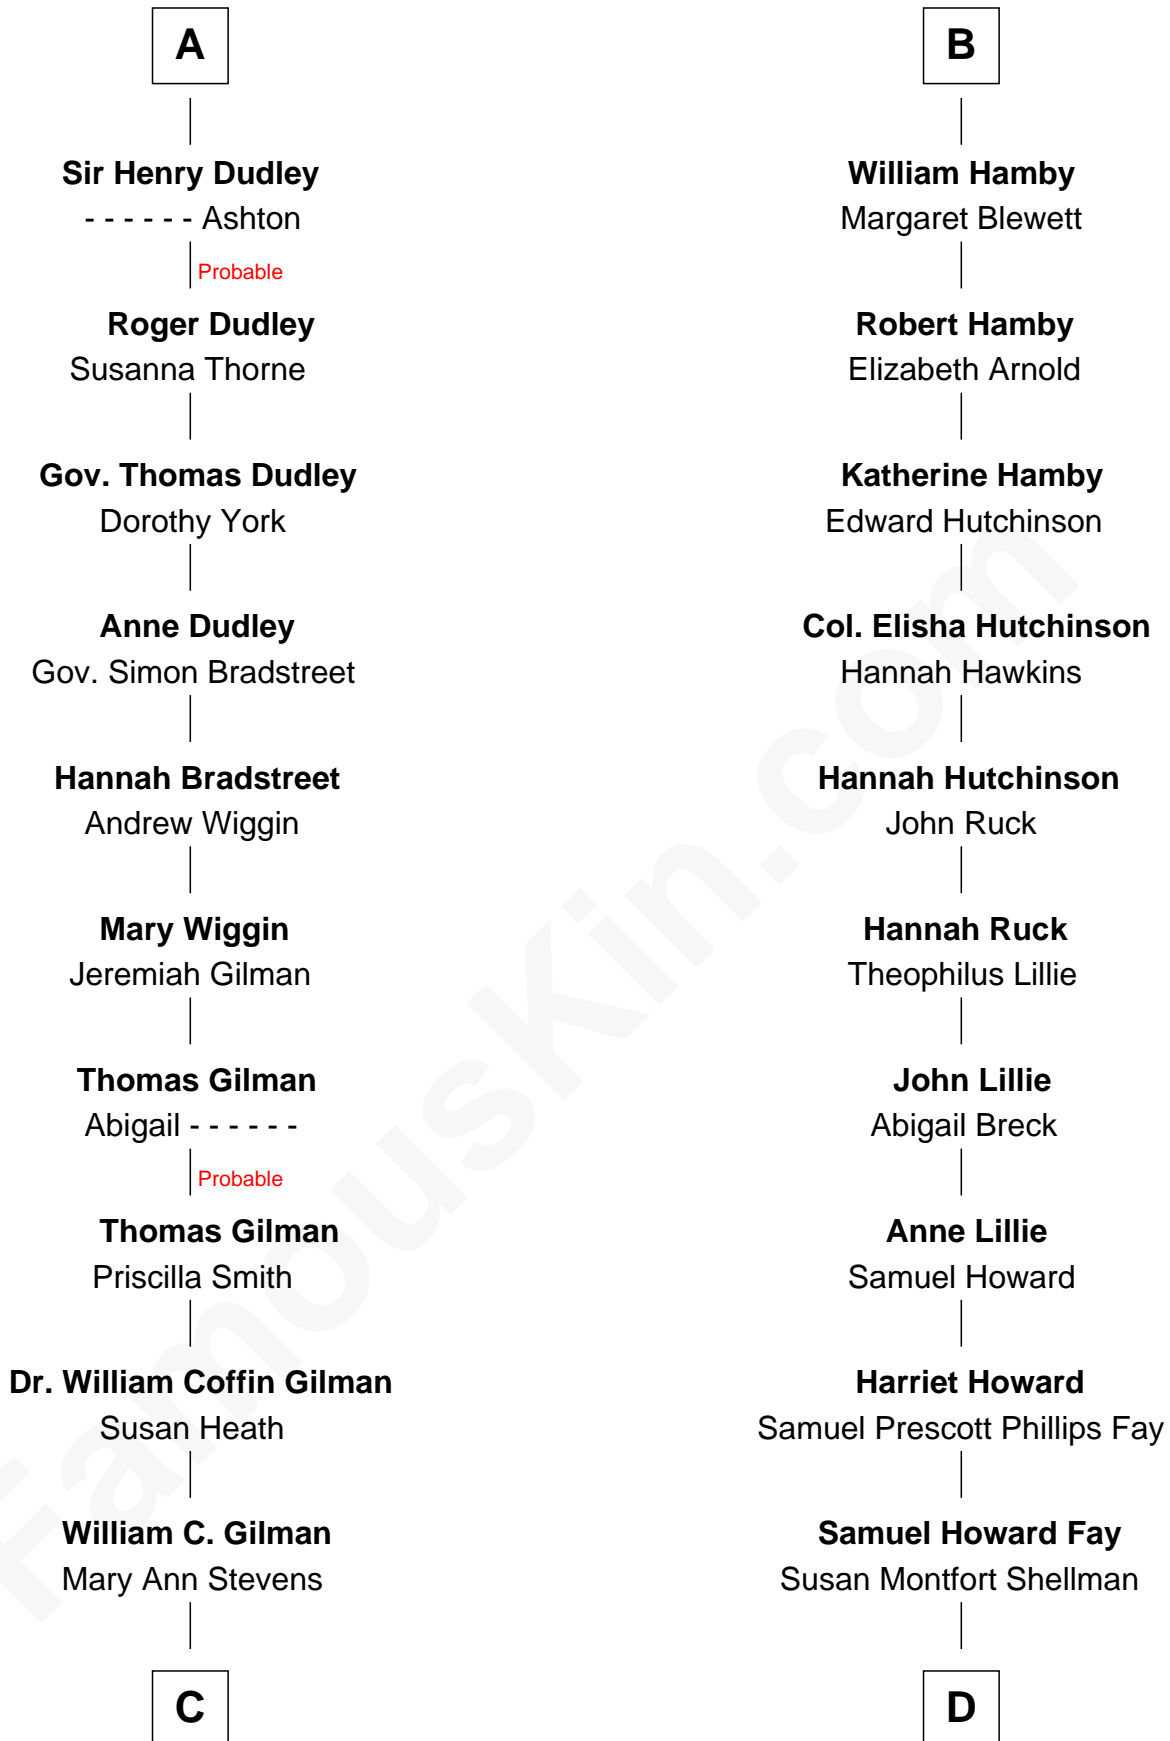 A
Sir Henry Dudley
- - - - - - Ashton
Probable
Roger Dudley
Susanna Thorne
Gov. Thomas Dudley
Dorothy York
Anne Dudley
Gov. Simon Bradstreet
Hannah Bradstreet
Andrew Wiggin
Mary Wiggin
Jeremiah Gilman
Thomas Gilman
Abigail - - - - - -
Probable
Thomas Gilman
Priscilla Smith
Dr. William Coffin Gilman
Susan Heath
William C. Gilman
Mary Ann Stevens
C
B
William Hamby
Margaret Blewett
Robert Hamby
Elizabeth Arnold
Katherine Hamby
Edward Hutchinson
Col. Elisha Hutchinson
Hannah Hawkins
Hannah Hutchinson
John Ruck
Hannah Ruck
Theophilus Lillie
John Lillie
Abigail Breck
Anne Lillie
Samuel Howard
Harriet Howard
Samuel Prescott Phillips Fay
Samuel Howard Fay
Susan Montfort Shellman
D
FamousKin.com